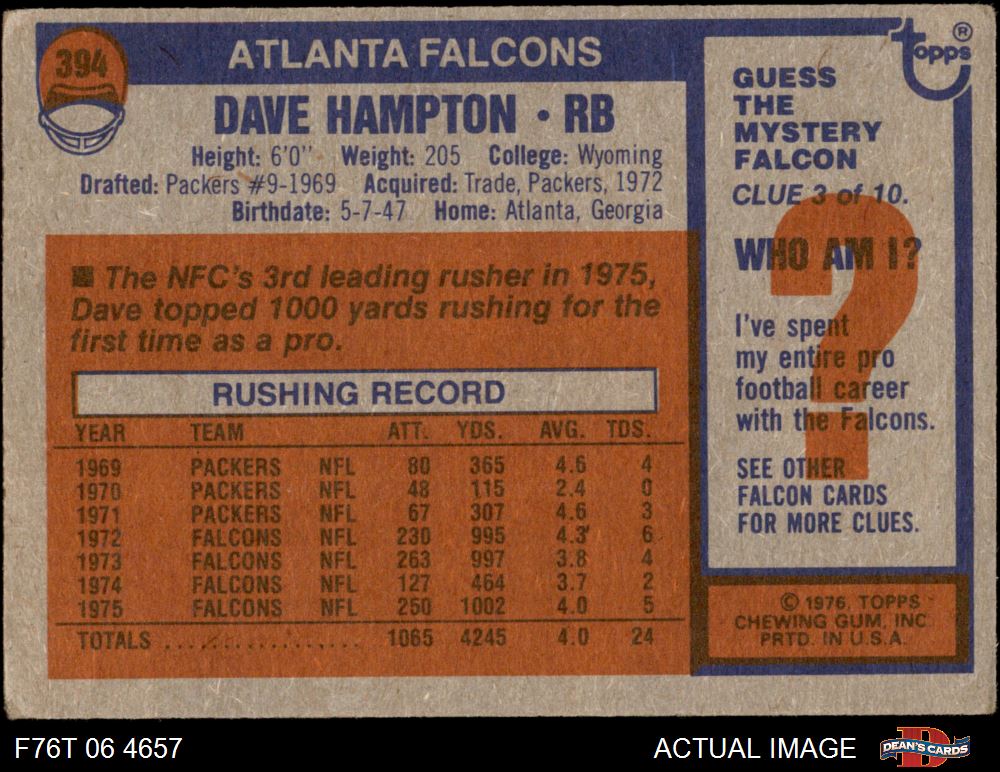 394
ATLANTA FALCONS
DAVE HAMPTON • RB
Height: 6'0" Weight: 205 College: Wyoming
Drafted: Packers #9-1969 Acquired: Trade, Packers, 1972
Birthdate: 5-7-47 Home: Atlanta, Georgia
■ The NFC's 3rd leading rusher in 1975,
Dave topped 1000 yards rushing for the
first time as a pro.
RUSHING RECORD
YEAR TEAM ATT. YDS. AVG. TDS.
1969 PACKERS NFL 80 365 4.6 4
1970 PACKERS NFL 48 115 2.4 0
1971 PACKERS NFL 67 307 4.6 3
1972 FALCONS NFL 230 995 4.3 6
1973 FALCONS NFL 263 997 3.8 4
1974 FALCONS NFL 127 464 3.7 2
1975 FALCONS NFL 250 1002 4.0 5
TOTALS ................. 1065 4245 4.0 24
topps®
GUESS
THE
MYSTERY
FALCON
CLUE 3 of 10.
WHO AM I?
?
I've spent
my entire pro
football career
with the Falcons.
SEE OTHER
FALCON CARDS
FOR MORE CLUES.
© 1976, TOPPS
CHEWING GUM, INC.
PRTD. IN U.S.A.
F76T 06 4657
ACTUAL IMAGE
D
DEAN'S CARDS